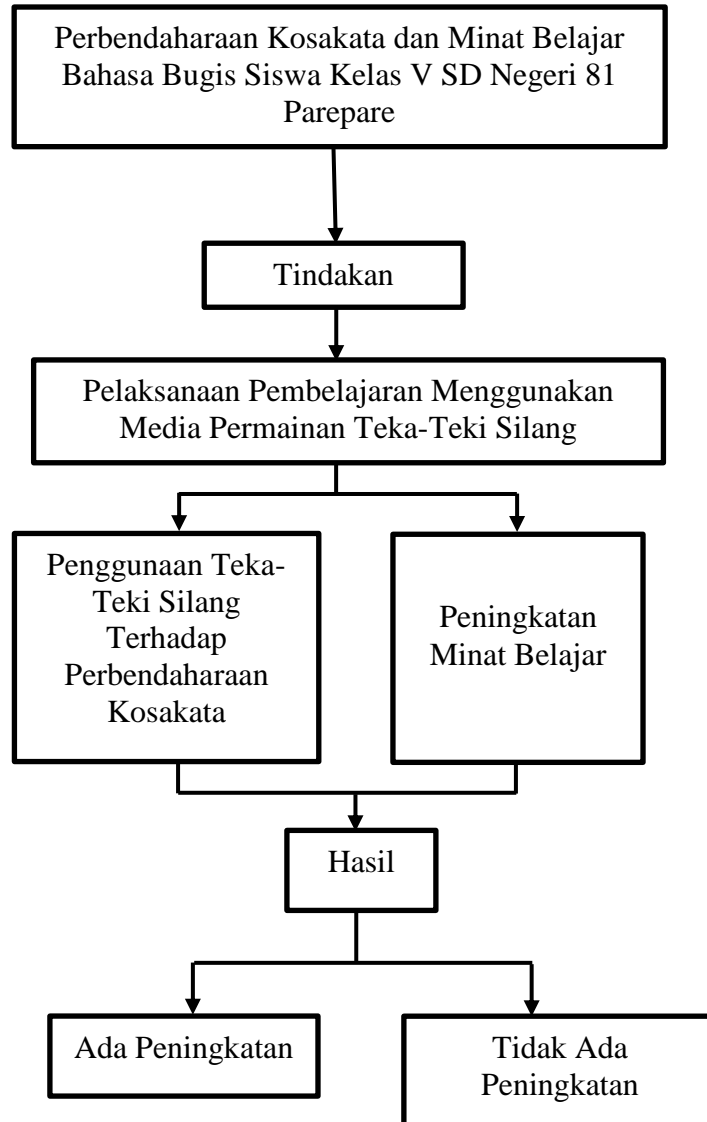 Perbendaharaan Kosakata dan Minat Belajar
Bahasa Bugis Siswa Kelas V SD Negeri 81
Parepare
Tindakan
Pelaksanaan Pembelajaran Menggunakan
Media Permainan Teka-Teki Silang
Penggunaan Teka-
Teki Silang
Terhadap
Perbendaharaan
Kosakata
Peningkatan
Minat Belajar
Hasil
Ada Peningkatan
Tidak Ada
Peningkatan